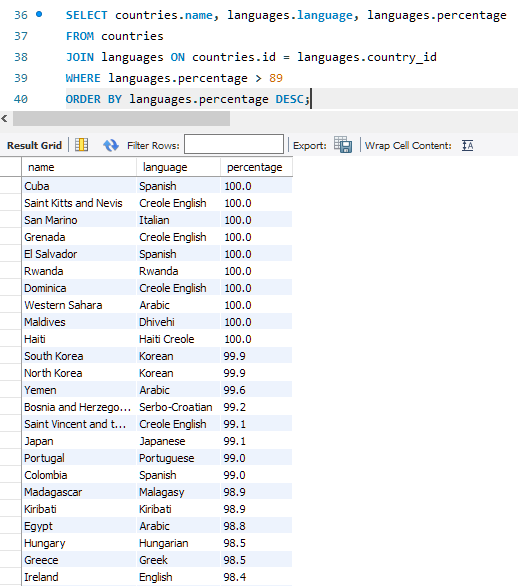 36 SELECT countries.name, languages.language, languages.percentage
37 FROM countries
38 JOIN languages ON countries.id = languages.country_id
39 WHERE languages.percentage > 89
40 ORDER BY languages.percentage DESC;
Result Grid Filter Rows: Export: Wrap Cell Content: IA
name language percentage
Cuba Spanish 100.0
Saint Kitts and Nevis Creole English 100.0
San Marino Italian 100.0
Grenada Creole English 100.0
El Salvador Spanish 100.0
Rwanda Rwanda 100.0
Dominica Creole English 100.0
Western Sahara Arabic 100.0
Maldives Dhivehi 100.0
Haiti Haiti Creole 100.0
South Korea Korean 99.9
North Korea Korean 99.9
Yemen Arabic 99.6
Bosnia and Herzego... Serbo-Croatian 99.2
Saint Vincent and t... Creole English 99.1
Japan Japanese 99.1
Portugal Portuguese 99.0
Colombia Spanish 99.0
Madagascar Malagasy 98.9
Kiribati Kiribati 98.9
Egypt Arabic 98.8
Hungary Hungarian 98.5
Greece Greek 98.5
Ireland English 98.4